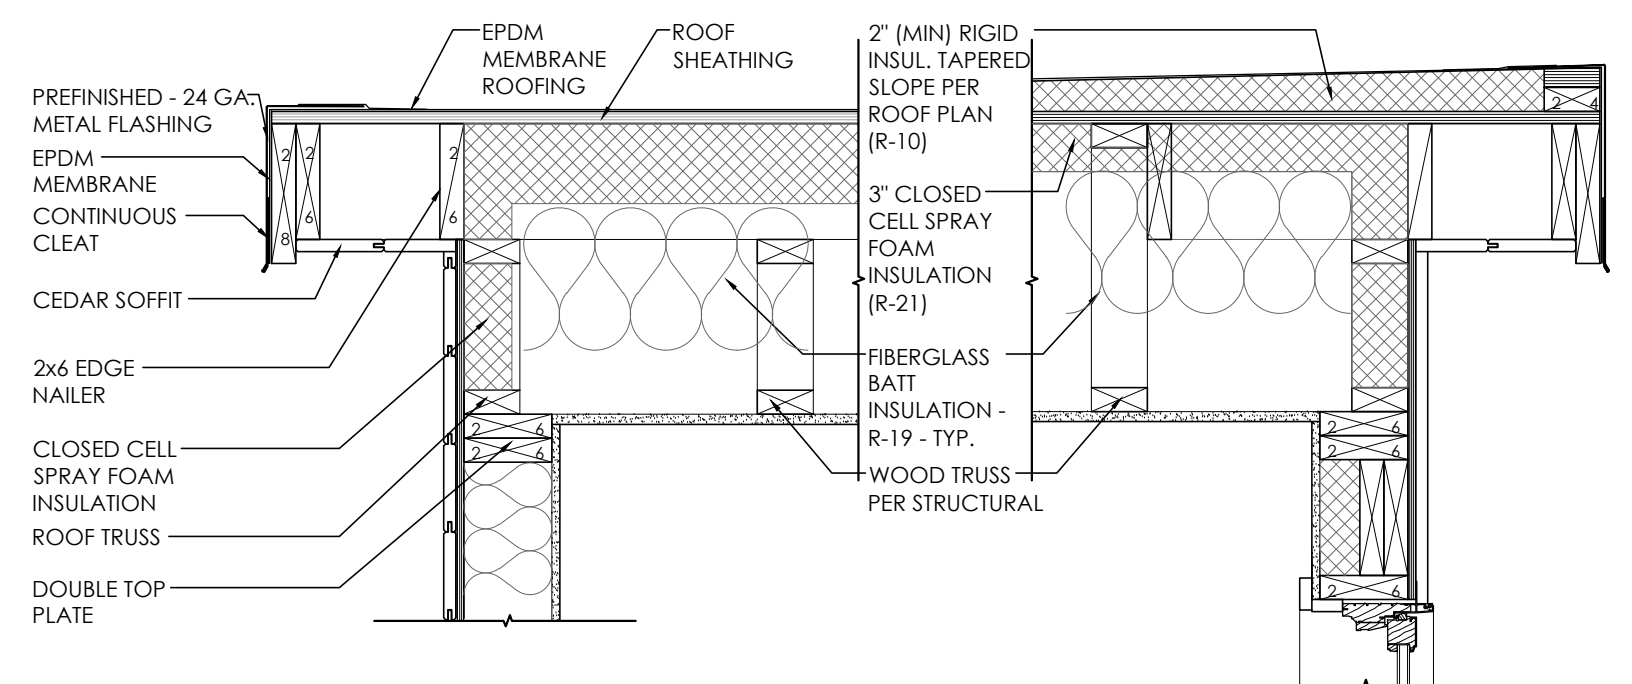 EPDM
MEMBRANE
ROOFING
ROOF
SHEATHING
2" (MIN) RIGID
INSUL. TAPERED
SLOPE PER
ROOF PLAN
(R-10)
PREFINISHED - 24 GA.
METAL FLASHING
EPDM
MEMBRANE
CONTINUOUS
CLEAT
CEDAR SOFFIT
2x6 EDGE
NAILER
CLOSED CELL
SPRAY FOAM
INSULATION
ROOF TRUSS
DOUBLE TOP
PLATE
3" CLOSED
CELL SPRAY
FOAM
INSULATION
(R-21)
FIBERGLASS
BATT
INSULATION -
R-19 - TYP.
WOOD TRUSS
PER STRUCTURAL
2 2 2
8 6 6
2 6
2 6
2 4
2 6
6
2 6